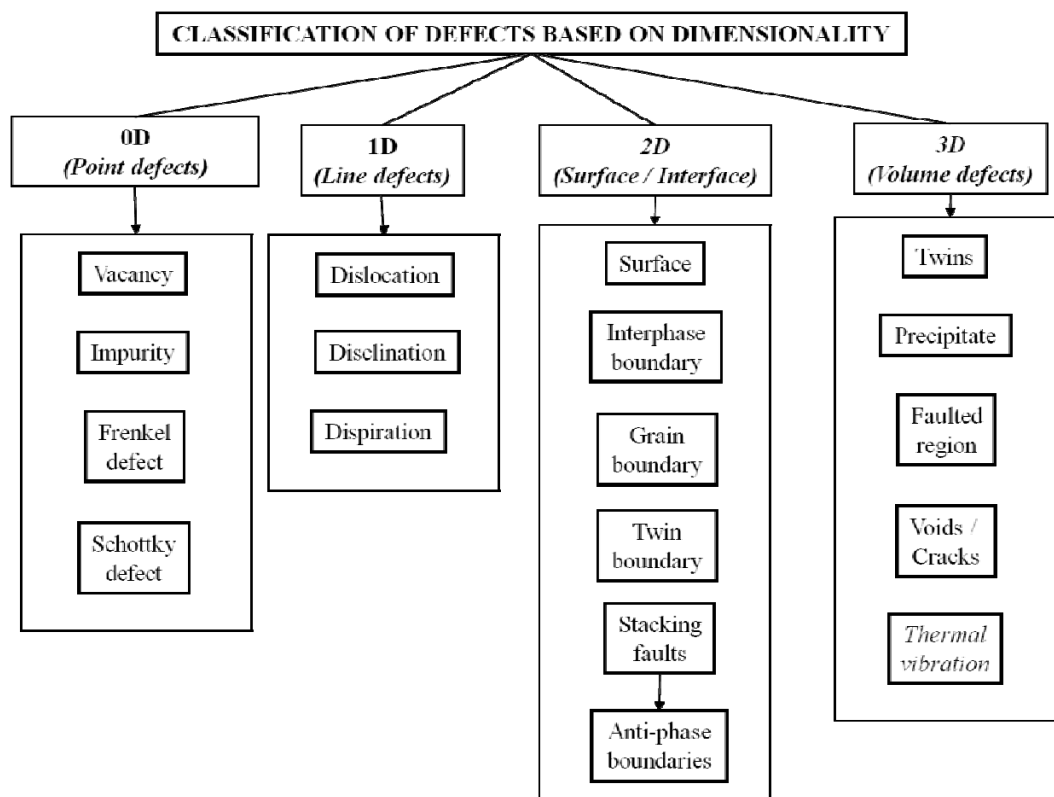 CLASSIFICATION OF DEFECTS BASED ON DIMENSIONALITY
0D
(Point defects)
Vacancy
Impurity
Frenkel
defect
Schottky
defect
1D
(Line defects)
Dislocation
Disclination
Dispiration
2D
(Surface / Interface)
Surface
Interphase
boundary
Grain
boundary
Twin
boundary
Stacking
faults
Anti-phase
boundaries
3D
(Volume defects)
Twins
Precipitate
Faulted
region
Voids /
Cracks
Thermal
vibration